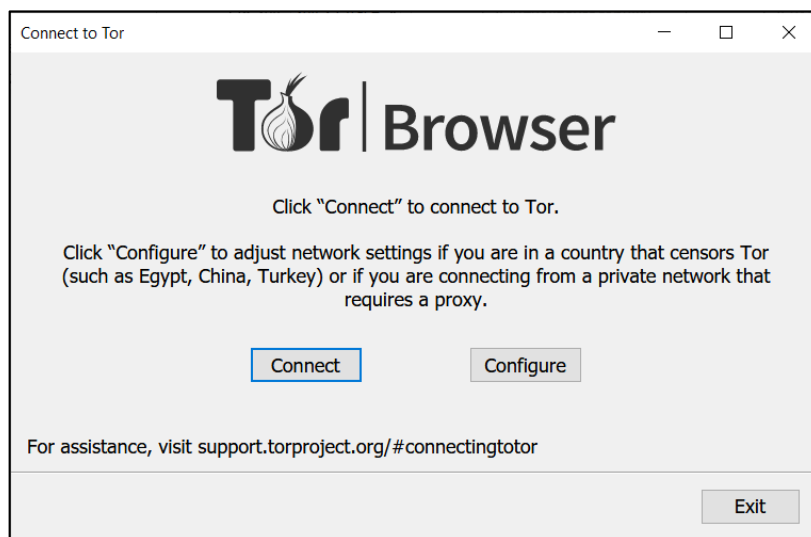 Connect to Tor
Tor Browser
Click “Connect” to connect to Tor.
Click “Configure” to adjust network settings if you are in a country that censors Tor
(such as Egypt, China, Turkey) or if you are connecting from a private network that
requires a proxy.
Connect Configure
For assistance, visit support.torproject.org/#connectingtotor
Exit